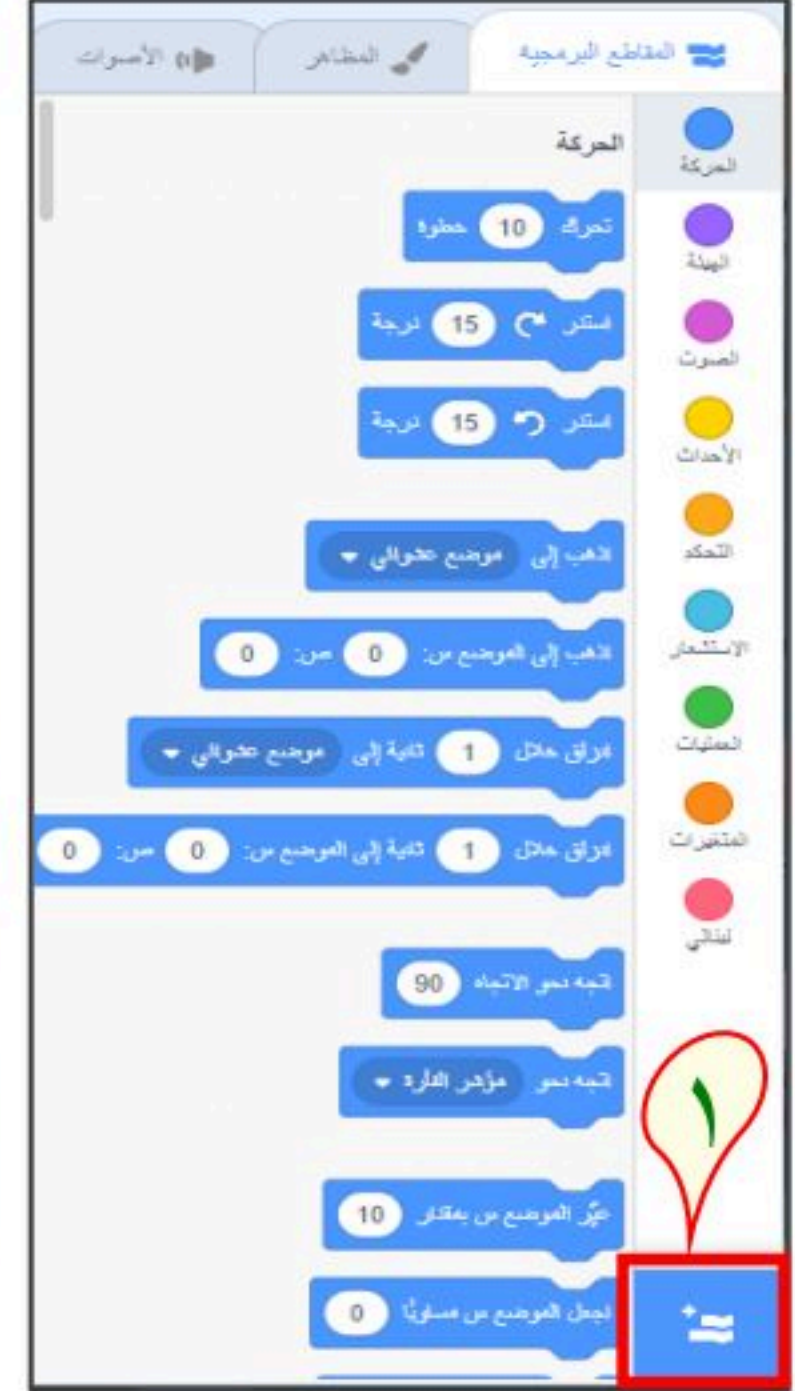 المقاطع البرمجية
المظاهر
الأصوات
الحركة
الهيئة
الصوت
الأحداث
التحكم
الاستشعار
العمليات
المتغيرات
لبناتي
الحركة
تحرك 10 خطوة
استدر 15 درجة
استدر 15 درجة
اذهب إلى موضع عشوائي
اذهب إلى الموضع س: 0 ص: 0
انزلق خلال 1 ثانية إلى موضع عشوائي
انزلق خلال 1 ثانية إلى الموضع س: 0 ص: 0
اتجه نحو الاتجاه 90
اتجه نحو مؤشر الفأرة
غيّر الموضع س بمقدار 10
اجعل الموضع س مساويًا 0
١